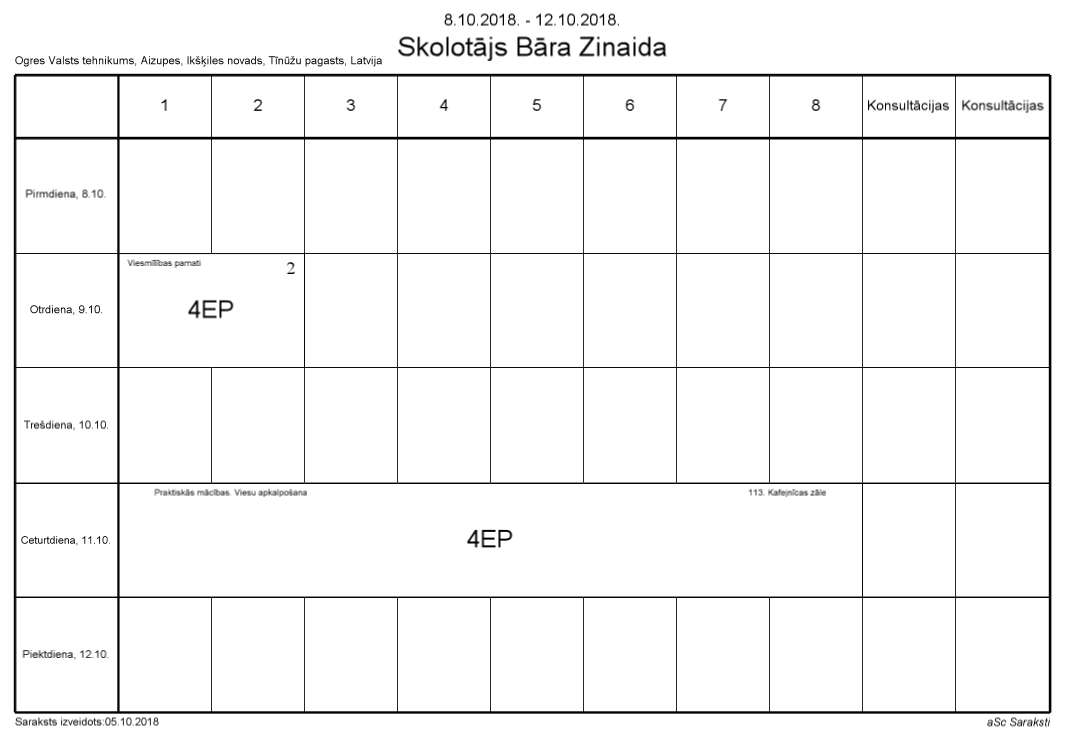 8.10.2018. - 12.10.2018.
Skolotājs Bāra Zinaida
Ogres Valsts tehnikums, Aizupes, Ikšķiles novads, Tīnūžu pagasts, Latvija
1 2 3 4 5 6 7 8 Konsultācijas Konsultācijas
Pirmdiena, 8.10.
Viesmīlības pamati 2
Otrdiena, 9.10. 4EP
Trešdiena, 10.10.
Praktiskās mācības. Viesu apkalpošana 113. Kafejnīcas zāle
Ceturtdiena, 11.10. 4EP
Piektdiena, 12.10.
Saraksts izveidots:05.10.2018 aSc Saraksti